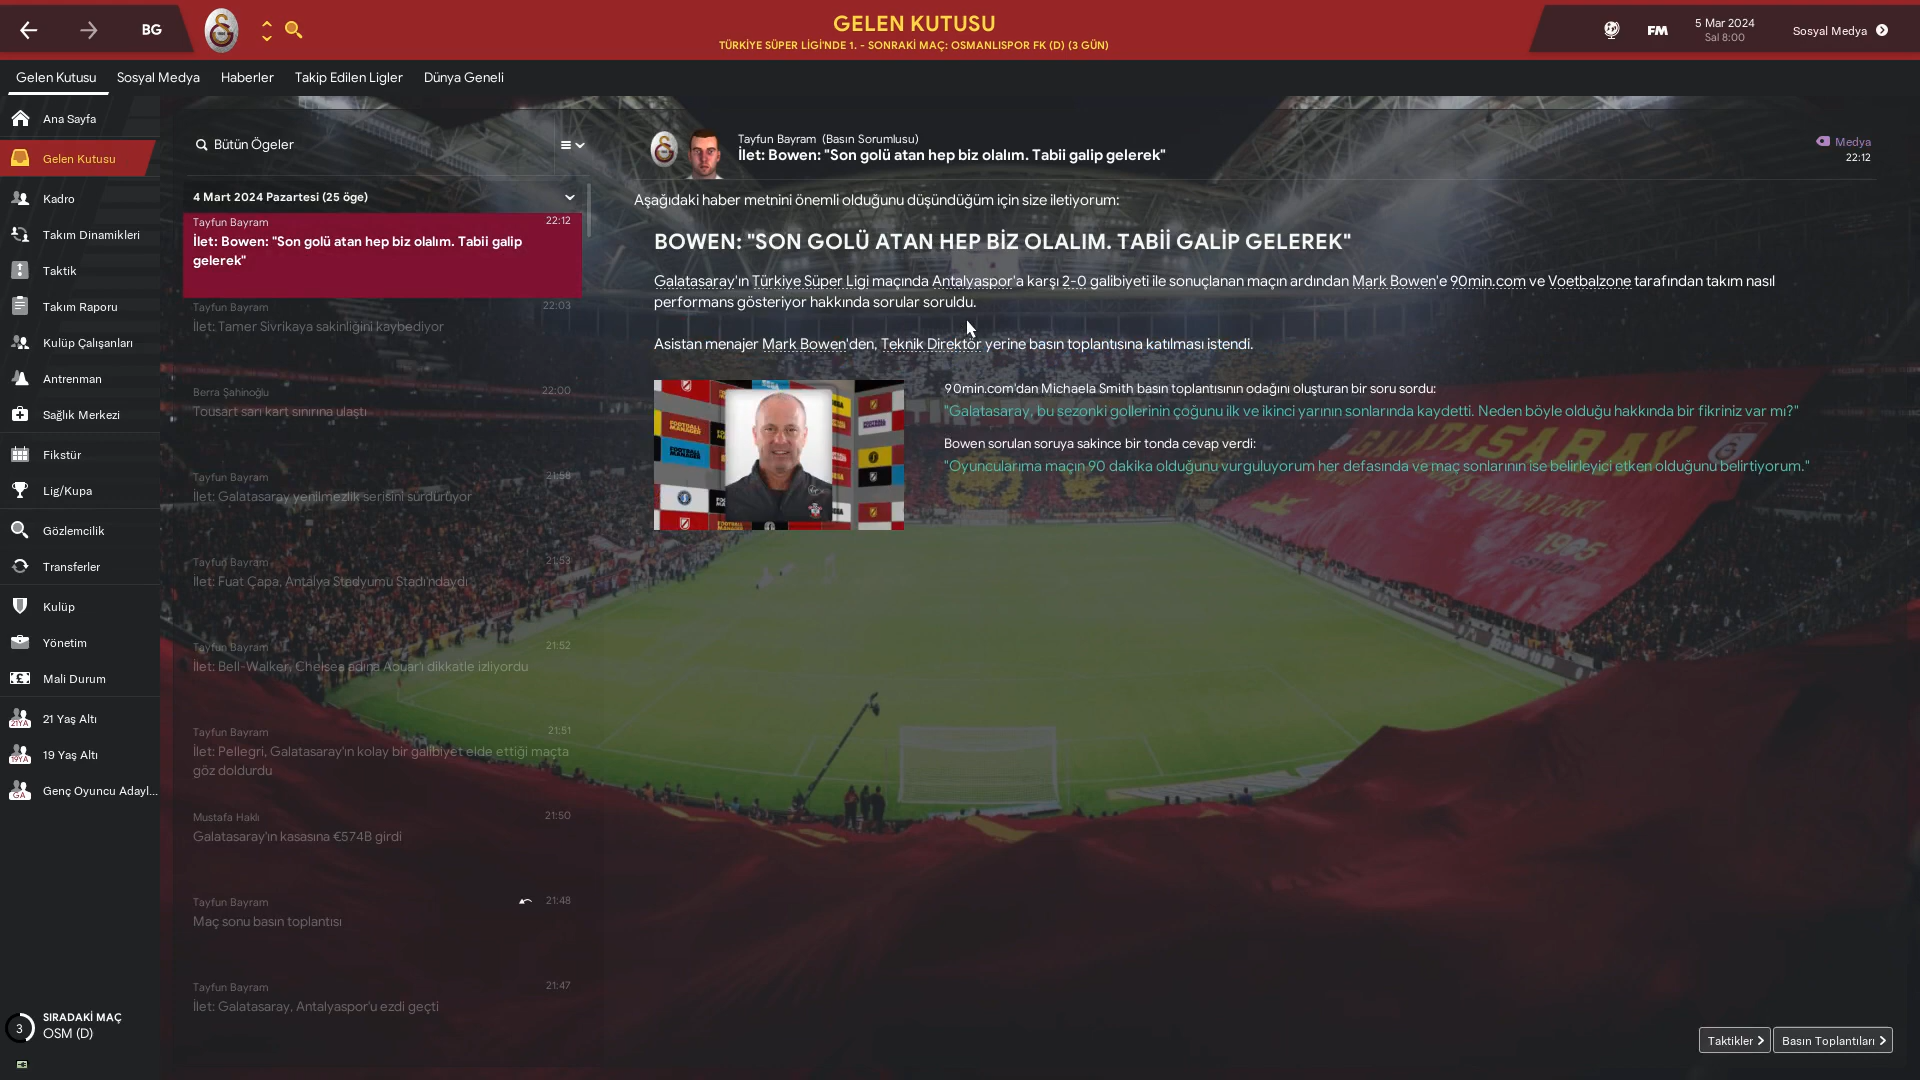 BG
GELEN KUTUSU
TÜRKİYE SÜPER LİGİ'NDE 1. - SONRAKİ MAÇ: OSMANLISPOR FK (D) (3 GÜN)
FM
5 Mar 2024
Sal 8:00
Sosyal Medya
Gelen Kutusu
Sosyal Medya
Haberler
Takip Edilen Ligler
Dünya Geneli
Ana Sayfa
Gelen Kutusu
Kadro
Takım Dinamikleri
Taktik
Takım Raporu
Kulüp Çalışanları
Antrenman
Sağlık Merkezi
Fikstür
Lig/Kupa
Gözlemcilik
Transferler
Kulüp
Yönetim
Mali Durum
21YA
21 Yaş Altı
19YA
19 Yaş Altı
GA
Genç Oyuncu Adayl...
3
SIRADAKİ MAÇ
OSM (D)
Bütün Ögeler
4 Mart 2024 Pazartesi (25 öge)
Tayfun Bayram 22:12
İlet: Bowen: "Son golü atan hep biz olalım. Tabii galip
gelerek"
Tayfun Bayram 22:03
İlet: Tamer Sivrikaya sakinliğini kaybediyor
Berra Şahinoğlu 22:00
Tousart sarı kart sınırına ulaştı
Tayfun Bayram 21:58
İlet: Galatasaray yenilmezlik serisini sürdürüyor
Tayfun Bayram 21:53
İlet: Fuat Çapa, Antalya Stadyumu Stadı'ndaydı
Tayfun Bayram 21:52
İlet: Bell-Walker, Chelsea adına Aouar'ı dikkatle izliyordu
Tayfun Bayram 21:51
İlet: Pellegri, Galatasaray'ın kolay bir galibiyet elde ettiği maçta
göz doldurdu
Mustafa Haklı 21:50
Galatasaray'ın kasasına €574B girdi
Tayfun Bayram 21:48
Maç sonu basın toplantısı
Tayfun Bayram 21:47
İlet: Galatasaray, Antalyaspor'u ezdi geçti
Tayfun Bayram (Basın Sorumlusu)
İlet: Bowen: "Son golü atan hep biz olalım. Tabii galip gelerek"
Medya
22:12
Aşağıdaki haber metnini önemli olduğunu düşündüğüm için size iletiyorum:
BOWEN: "SON GOLÜ ATAN HEP BİZ OLALIM. TABİİ GALİP GELEREK"
Galatasaray'ın Türkiye Süper Ligi maçında Antalyaspor'a karşı 2-0 galibiyeti ile sonuçlanan maçın ardından Mark Bowen'e 90min.com ve Voetbalzone tarafından takım nasıl
performans gösteriyor hakkında sorular soruldu.
Asistan menajer Mark Bowen'den, Teknik Direktör yerine basın toplantısına katılması istendi.
90min.com'dan Michaela Smith basın toplantısının odağını oluşturan bir soru sordu:
"Galatasaray, bu sezonki gollerinin çoğunu ilk ve ikinci yarının sonlarında kaydetti. Neden böyle olduğu hakkında bir fikriniz var mı?"
Bowen sorulan soruya sakince bir tonda cevap verdi:
"Oyuncularıma maçın 90 dakika olduğunu vurguluyorum her defasında ve maç sonlarının ise belirleyici etken olduğunu belirtiyorum."
FOOTBALL
MANAGER
TASARAY
1905
Taktikler
Basın Toplantıları